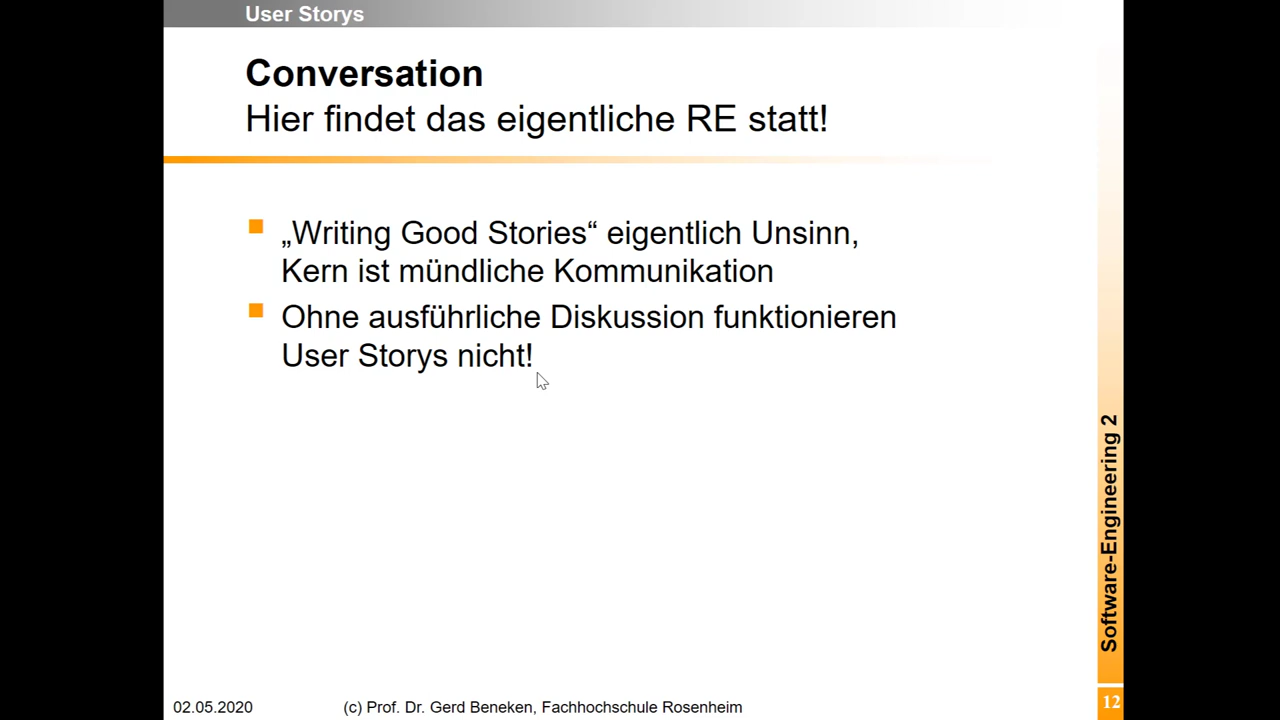 User Storys
Conversation
Hier findet das eigentliche RE statt!
„Writing Good Stories“ eigentlich Unsinn,
Kern ist mündliche Kommunikation
Ohne ausführliche Diskussion funktionieren
User Storys nicht!
Software-Engineering 2
02.05.2020
(c) Prof. Dr. Gerd Beneken, Fachhochschule Rosenheim
12